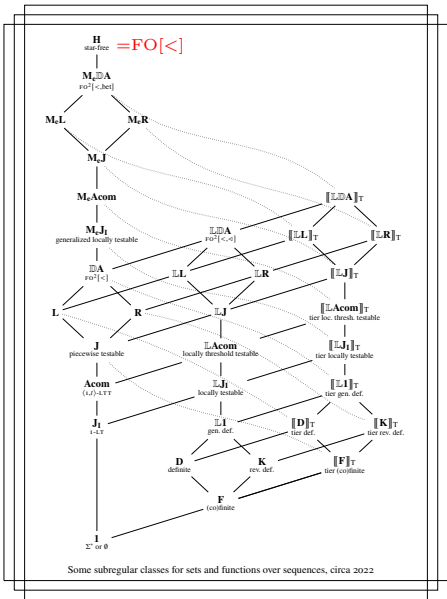 H =FO[<]
star-free
MₑⅅA
FO²[<,bet]
MₑL MₑR
MₑJ
MₑAcom
⟦𝕃ⅅA⟧T
MₑJ₁
generalized locally testable
𝕃ⅅA
FO²[<,◁]
⟦𝕃L⟧T ⟦𝕃R⟧T
ⅅA
FO²[<]
𝕃L 𝕃R ⟦𝕃J⟧T
L R 𝕃J
⟦𝕃Acom⟧T
tier loc. thresh. testable
J
piecewise testable
𝕃Acom
locally threshold testable
⟦𝕃J₁⟧T
tier locally testable
Acom
(1,t)-LTT
𝕃J₁
locally testable
⟦𝕃1⟧T
tier gen. def.
J₁
1-LT
𝕃1
gen. def.
⟦D⟧T
tier def.
⟦K⟧T
tier rev. def.
D
definite
K
rev. def.
⟦F⟧T
tier (co)finite
F
(co)finite
1
Σ* or ∅
Some subregular classes for sets and functions over sequences, circa 2022